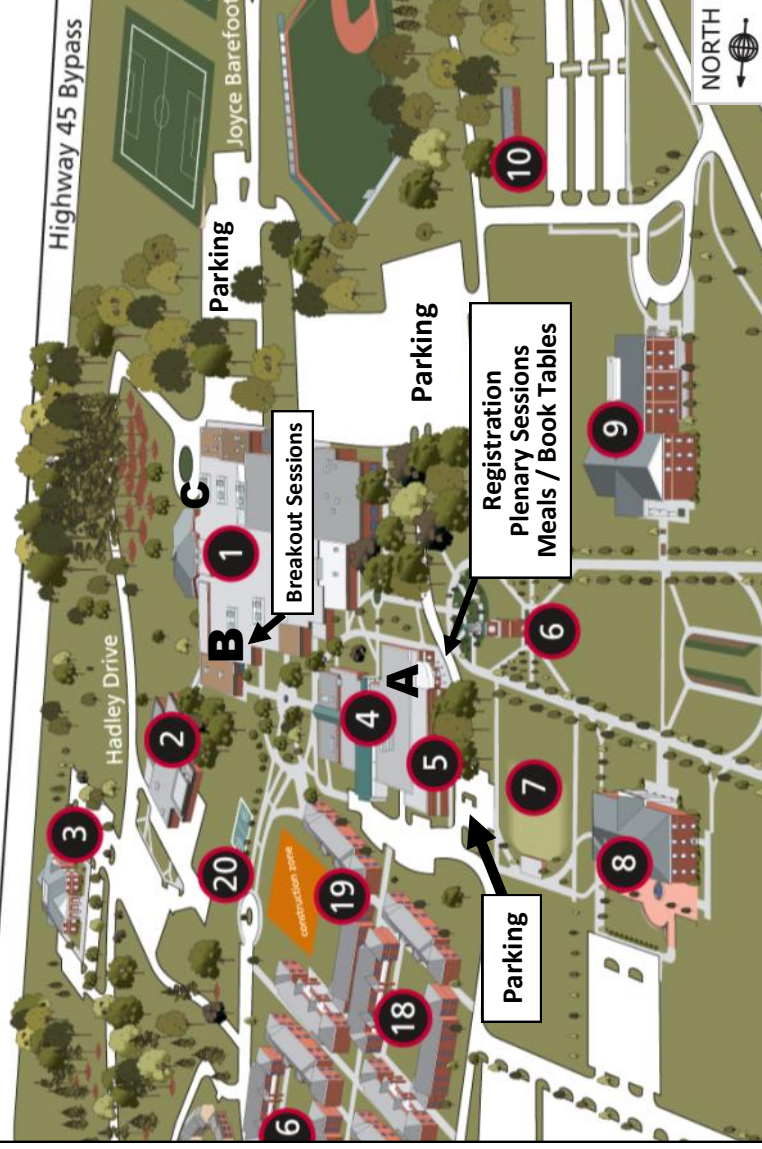 Highway 45 Bypass
3
Hadley Drive
2
C
Parking
20
B
1
Joyce Barefoot
6
construction zone
Breakout Sessions
19
4
18
A
Parking
5
Registration
Plenary Sessions
Meals / Book Tables
Parking
7
10
6
8
9
NORTH